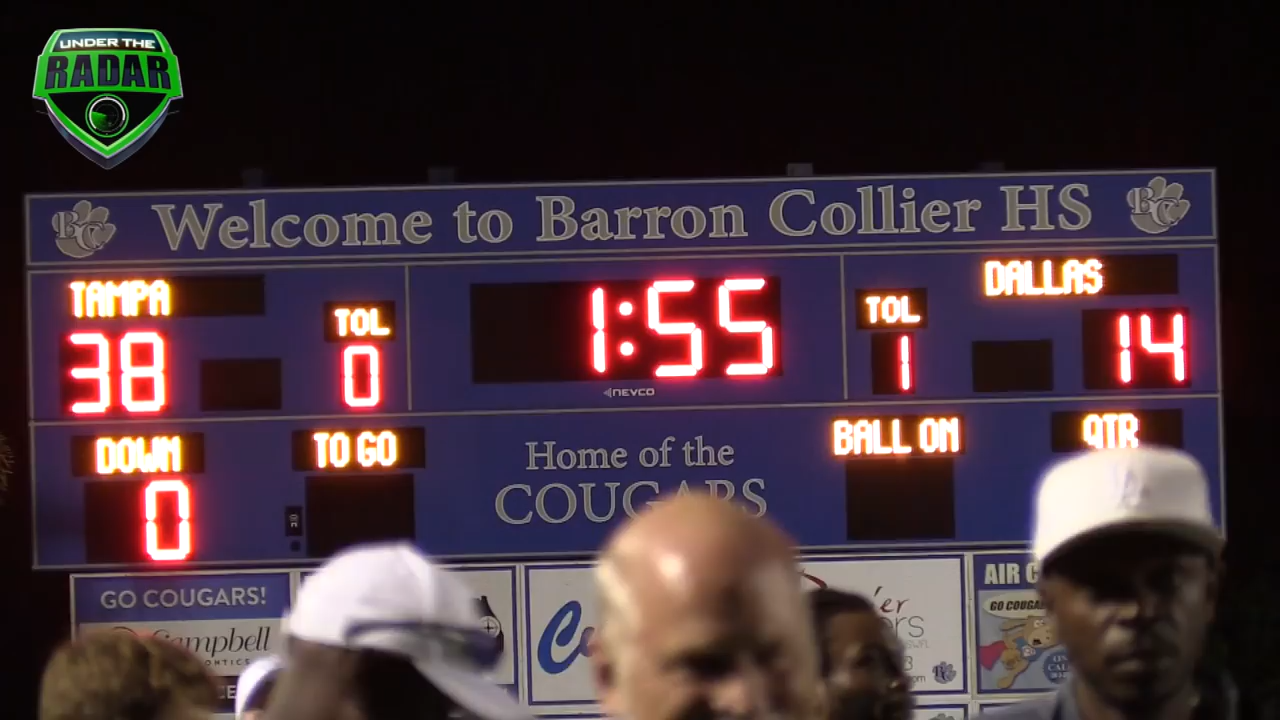 UNDER THE
RADAR
Welcome to Barron Collier HS
BC
BC
TAMPA
38
TOL
0
1:55
NEVCO
TOL
1
DALLAS
14
DOWN
0
TO GO
Home of the
COUGARS
BALL ON
QTR
GO COUGARS!
Campbell
AIR
GO